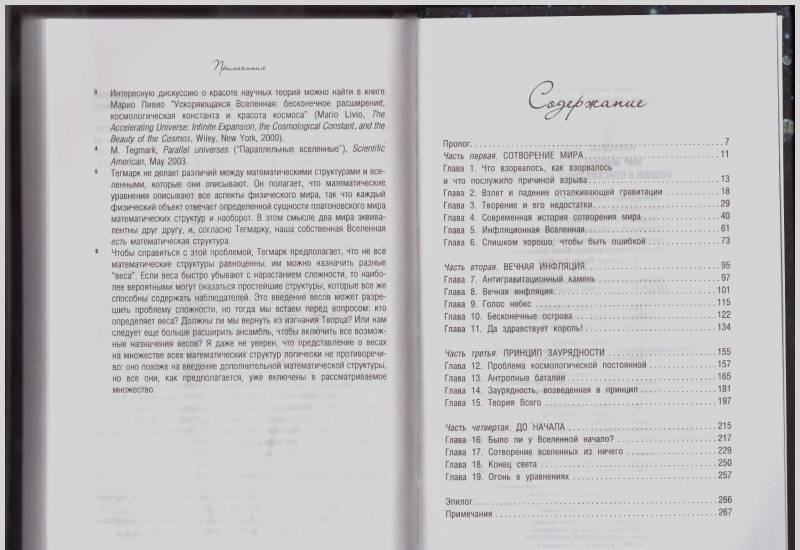 Примечания
3 Интересную дискуссию о красоте научных теорий можно найти в книге
Марио Ливио "Ускоряющаяся Вселенная: бесконечное расширение,
космологическая константа и красота космоса" (Mario Livio, The
Accelerating Universe: Infinite Expansion, the Cosmological Constant, and the
Beauty of the Cosmos, Wiley, New York, 2000).
4 M. Tegmark, Parallel universes ("Параллельные вселенные"), Scientific
American, May 2003.
5 Тегмарк не делает различий между математическими структурами и все-
ленными, которые они описывают. Он полагает, что математические
уравнения описывают все аспекты физического мира, так что каждый
физический объект отвечает определенной сущности платоновского мира
математических структур и наоборот. В этом смысле два мира эквива-
лентны друг другу, и, согласно Тегмарку, наша собственная Вселенная
есть математическая структура.
6 Чтобы справиться с этой проблемой, Тегмарк предполагает, что не все
математические структуры равноценны; им можно назначить разные
"веса". Если веса быстро убывают с нарастанием сложности, то наибо-
лее вероятными могут оказаться простейшие структуры, которые все же
способны содержать наблюдателей. Это введение весов может разре-
шить проблему сложности, но тогда мы встаем перед вопросом: кто
определяет веса? Должны ли мы вернуть из изгнания Творца? Или нам
следует еще больше расширить ансамбль, чтобы включить все возмож-
ные назначения весов? Я даже не уверен, что представление о весах
на множестве всех математических структур логически не противоречи-
во: оно похоже на введение дополнительной математической структуры,
но все они, как предполагается, уже включены в рассматриваемое
множество.
Содержание
Пролог. 7
Часть первая. СОТВОРЕНИЕ МИРА. 11
Глава 1. Что взорвалось, как взорвалось
и что послужило причиной взрыва 13
Глава 2. Взлет и падение отталкивающей гравитации 18
Глава 3. Творение и его недостатки 29
Глава 4. Современная история сотворения мира 40
Глава 5. Инфляционная Вселенная 61
Глава 6. Слишком хорошо, чтобы быть ошибкой 73
Часть вторая. ВЕЧНАЯ ИНФЛЯЦИЯ 95
Глава 7. Антигравитационный камень 97
Глава 8. Вечная инфляция 101
Глава 9. Голос небес 115
Глава 10. Бесконечные острова 122
Глава 11. Да здравствует король! 134
Часть третья. ПРИНЦИП ЗАУРЯДНОСТИ 155
Глава 12. Проблема космологической постоянной 157
Глава 13. Антропные баталии 165
Глава 14. Заурядность, возведенная в принцип 181
Глава 15. Теория Всего 197
Часть четвертая. ДО НАЧАЛА 215
Глава 16. Было ли у Вселенной начало? 217
Глава 17. Сотворение вселенных из ничего 229
Глава 18. Конец света 250
Глава 19. Огонь в уравнениях 257
Эпилог. 266
Примечания 267